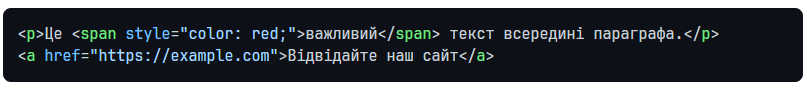 <p>Це <span style="color: red;">важливий</span> текст всередині параграфа.</p>
<a href="https://example.com">Відвідайте наш сайт</a>